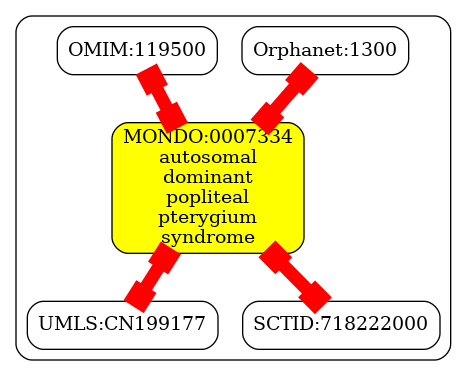 OMIM:119500
Orphanet:1300
MONDO:0007334
autosomal
dominant
popliteal
pterygium
syndrome
UMLS:CN199177
SCTID:718222000